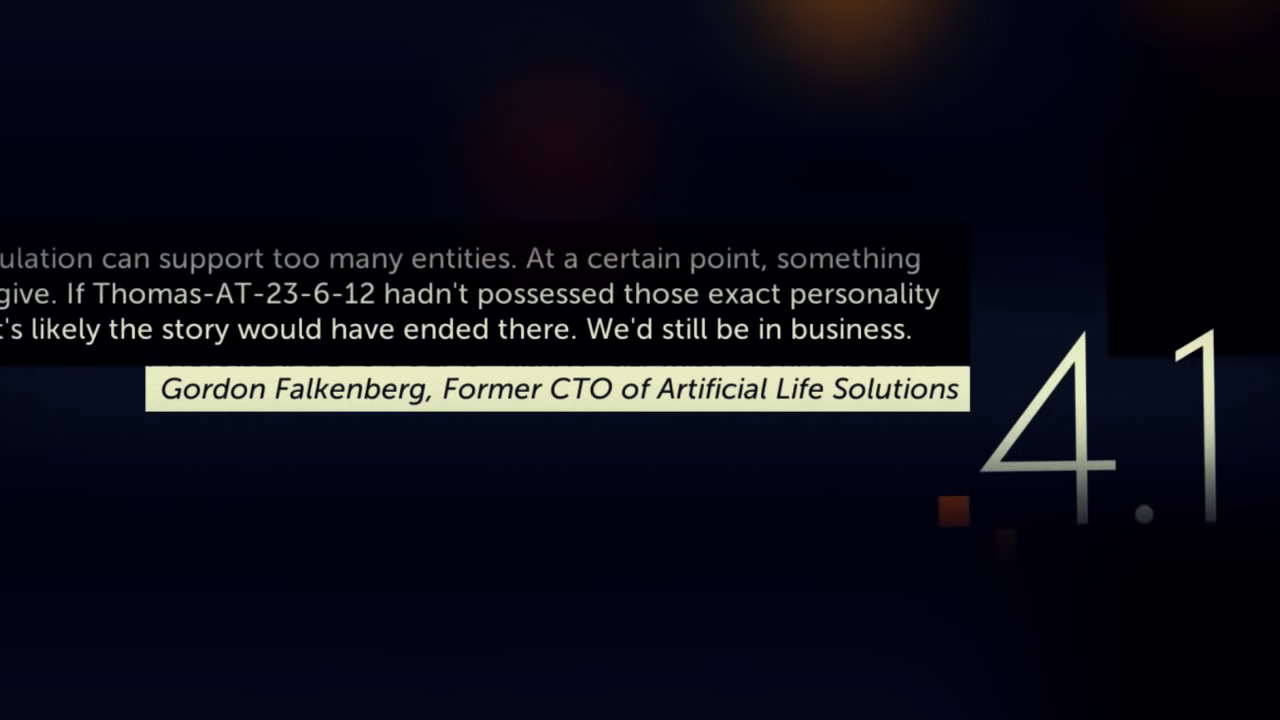 ulation can support too many entities. At a certain point, something
give. If Thomas-AT-23-6-12 hadn't possessed those exact personality
t's likely the story would have ended there. We'd still be in business.
Gordon Falkenberg, Former CTO of Artificial Life Solutions
4.1